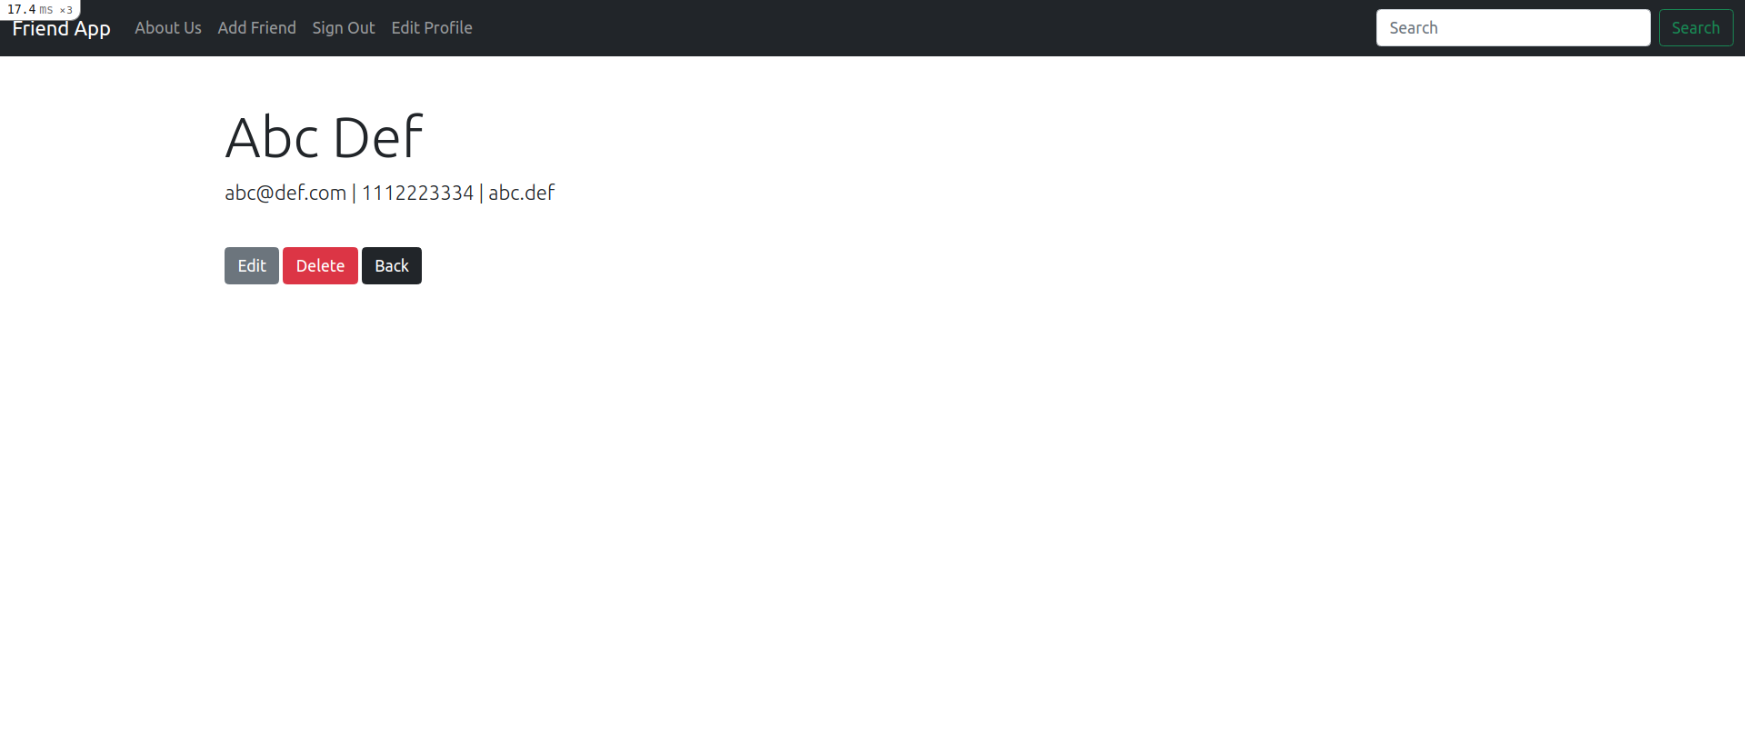 17.4 ms ×3
Friend App About Us Add Friend Sign Out Edit Profile Search Search
Abc Def
abc@def.com | 1112223334 | abc.def
Edit Delete Back